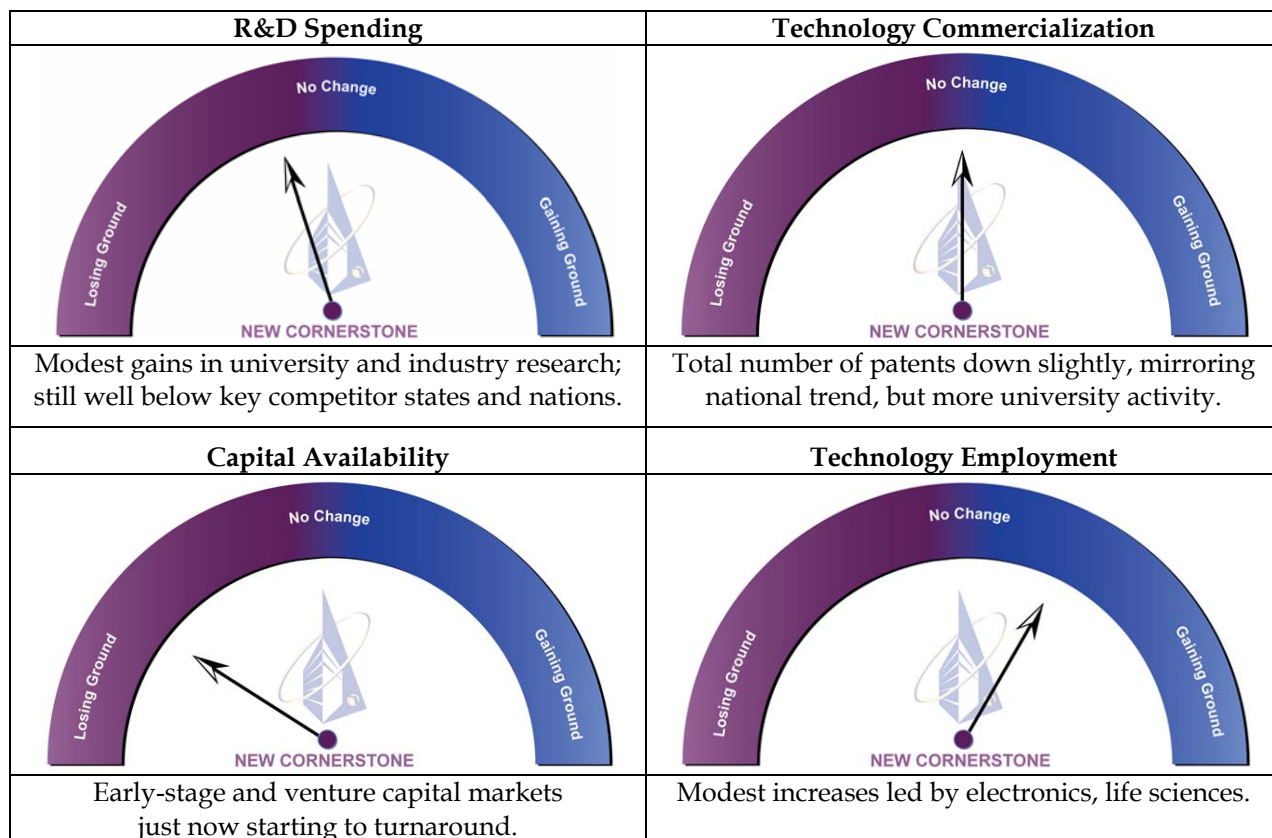 R&D Spending
Technology Commercialization
No Change
Losing Ground
Gaining Ground
NEW CORNERSTONE
No Change
Losing Ground
Gaining Ground
NEW CORNERSTONE
Modest gains in university and industry research;
still well below key competitor states and nations.
Total number of patents down slightly, mirroring
national trend, but more university activity.
Capital Availability
Technology Employment
No Change
Losing Ground
Gaining Ground
NEW CORNERSTONE
No Change
Losing Ground
Gaining Ground
NEW CORNERSTONE
Early-stage and venture capital markets
just now starting to turnaround.
Modest increases led by electronics, life sciences.